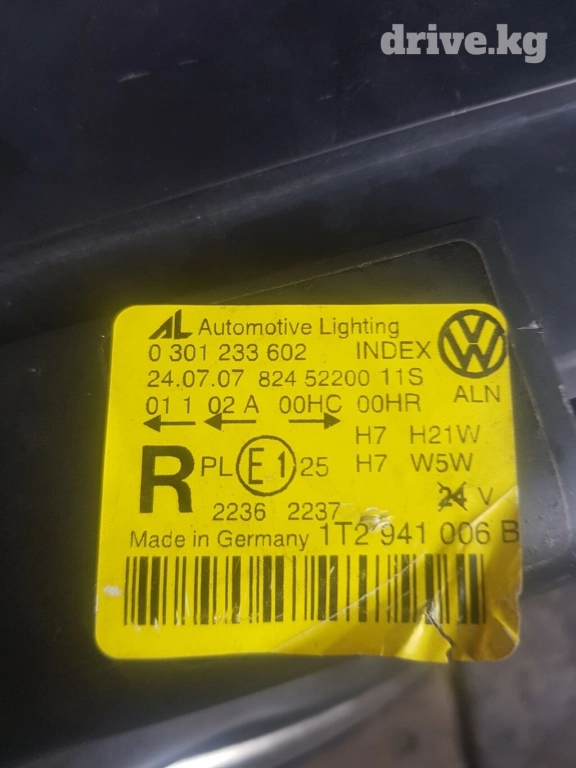 drive.kg
AL Automotive Lighting
0 301 233 602 INDEX
24.07.07 824 52200 11S
ALN
01 1 02 A 00HC 00HR
H7 H21W
R PL E1 25 H7 W5W
2236 2237 24 V
Made in Germany 1T2 941 006 B